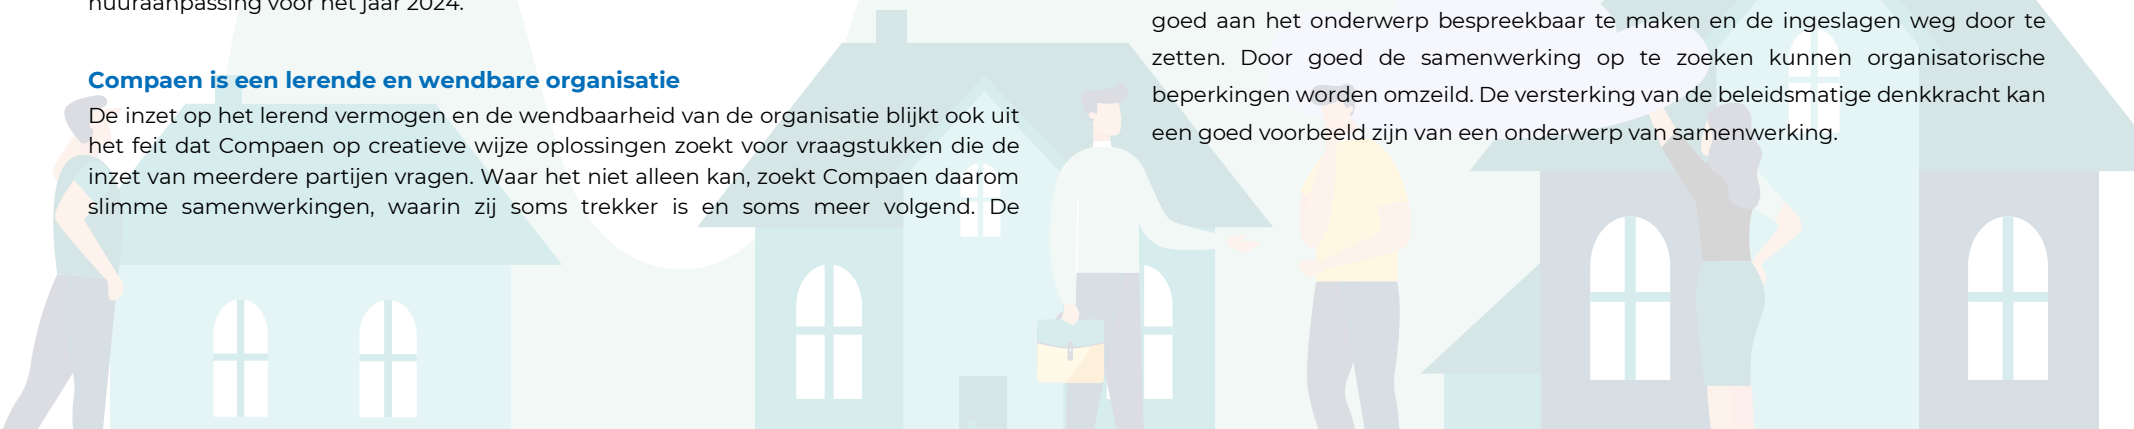 huuraanpassing voor het jaar 2024.
Compaen is een lerende en wendbare organisatie
De inzet op het lerend vermogen en de wendbaarheid van de organisatie blijkt ook uit
het feit dat Compaen op creatieve wijze oplossingen zoekt voor vraagstukken die de
inzet van meerdere partijen vragen. Waar het niet alleen kan, zoekt Compaen daarom
slimme samenwerkingen, waarin zij soms trekker is en soms meer volgend. De
goed aan het onderwerp bespreekbaar te maken en de ingeslagen weg door te
zetten. Door goed de samenwerking op te zoeken kunnen organisatorische
beperkingen worden omzeild. De versterking van de beleidsmatige denkkracht kan
een goed voorbeeld zijn van een onderwerp van samenwerking.